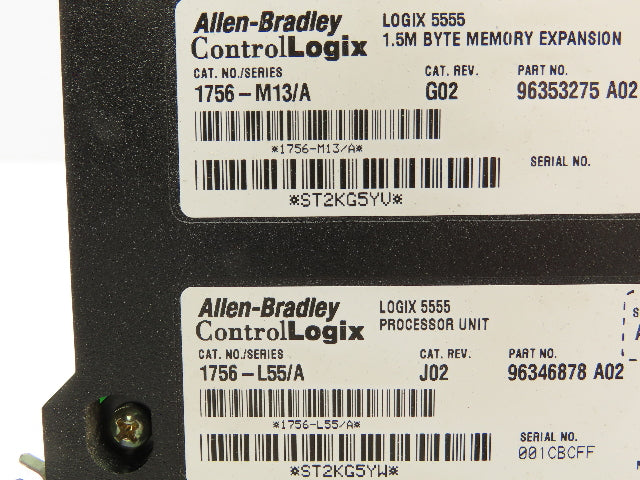 Allen-Bradley LOGIX 5555
ControlLogix 1.5M BYTE MEMORY EXPANSION
CAT. NO./SERIES CAT. REV. PART NO.
1756-M13/A G02 96353275 A02
*1756-M13/A*
SERIAL NO.
*ST2KG5YV*
Allen-Bradley LOGIX 5555
ControlLogix PROCESSOR UNIT
CAT. NO./SERIES CAT. REV. PART NO.
1756-L55/A J02 96346878 A02
*1756-L55/A*
SERIAL NO.
001CBCFF
*ST2KG5YW*